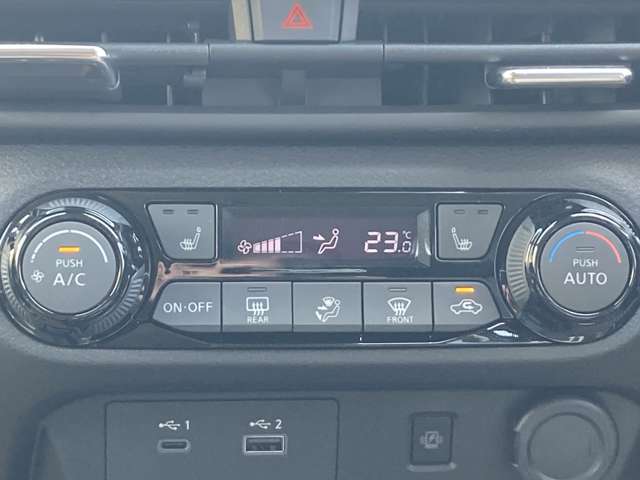 23.0 °C
PUSH
A/C
PUSH
AUTO
ON·OFF
REAR
FRONT
1
2